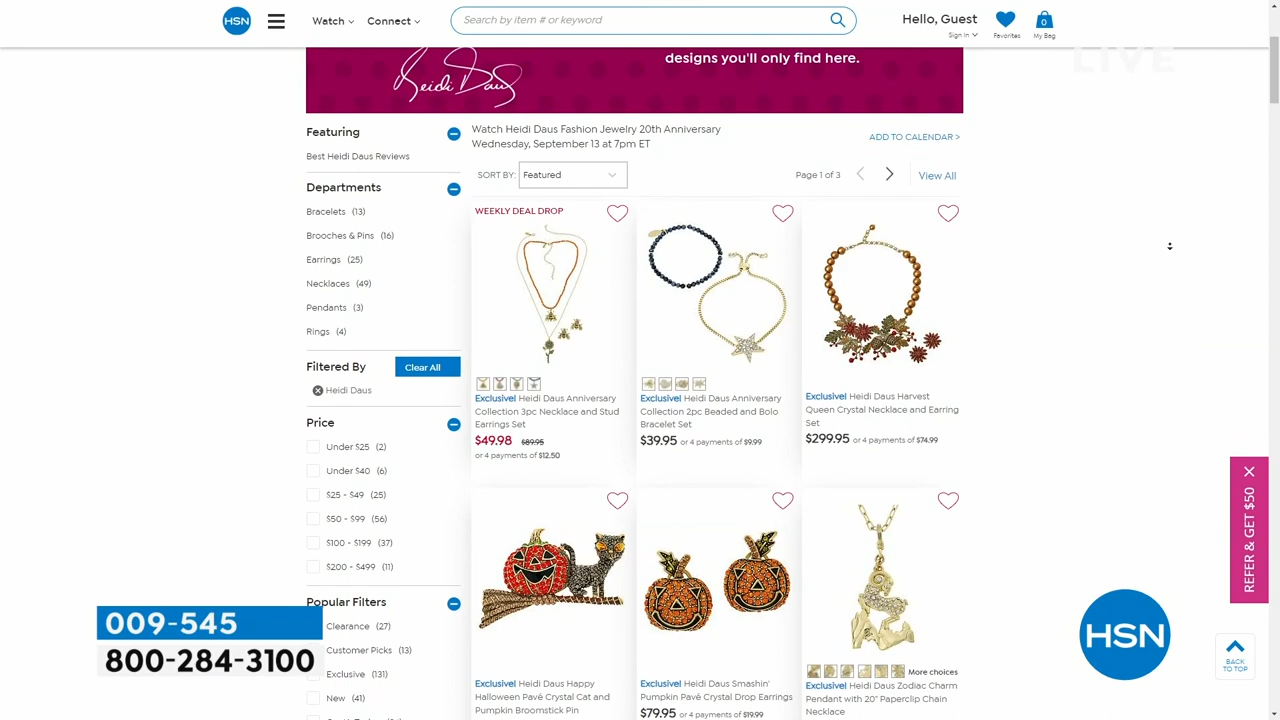 HSN
Watch
Connect
Search by item # or keyword
Hello, Guest
Sign In
Favorites
0
My Bag
LIVE
Heidi Daus
designs you'll only find here.
Featuring
Best Heidi Daus Reviews
Departments
Bracelets (13)
Brooches & Pins (16)
Earrings (25)
Necklaces (49)
Pendants (3)
Rings (4)
Filtered By
Clear All
Heidi Daus
Price
Under $25 (2)
Under $40 (6)
$25 - $49 (25)
$50 - $99 (56)
$100 - $199 (37)
$200 - $499 (11)
Popular Filters
Clearance (27)
Customer Picks (13)
Exclusive (131)
New (41)
Watch Heidi Daus Fashion Jewelry 20th Anniversary
Wednesday, September 13 at 7pm ET
ADD TO CALENDAR >
SORT BY: Featured
Page 1 of 3
View All
WEEKLY DEAL DROP
Exclusive! Heidi Daus Anniversary
Collection 3pc Necklace and Stud
Earrings Set
$49.98 $89.95
or 4 payments of $12.50
Exclusive! Heidi Daus Anniversary
Collection 2pc Beaded and Bolo
Bracelet Set
$39.95 or 4 payments of $9.99
Exclusive! Heidi Daus Harvest
Queen Crystal Necklace and Earring
Set
$299.95 or 4 payments of $74.99
Exclusive! Heidi Daus Happy
Halloween Pavé Crystal Cat and
Pumpkin Broomstick Pin
Exclusive! Heidi Daus Smashin'
Pumpkin Pavé Crystal Drop Earrings
$79.95 or 4 payments of $19.99
More choices
Exclusive! Heidi Daus Zodiac Charm
Pendant with 20" Paperclip Chain
Necklace
REFER & GET $50
BACK
TO TOP
009-545
800-284-3100
HSN